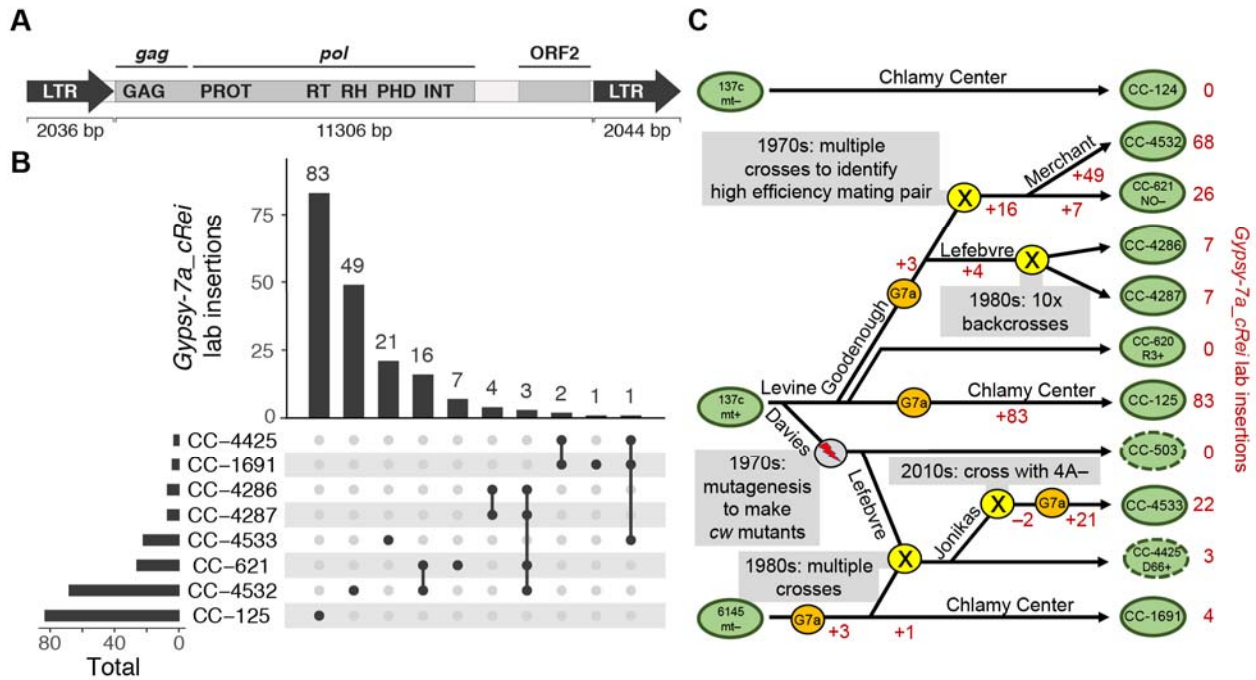 A
gag
pol
ORF2
LTR
GAG
PROT
RT RH PHD INT
LTR
2036 bp
11306 bp
2044 bp
B
Gypsy-7a_cRei
lab insertions
75
50
25
0
83
49
21
16
7
4
3
2
1
1
CC−4425
CC−1691
CC−4286
CC−4287
CC−4533
CC−621
CC−4532
CC−125
80
40
0
Total
C
137c
mt–
Chlamy Center
CC-124
0
1970s: multiple
crosses to identify
high efficiency mating pair
X
+16
Merchant
+49
+7
CC-4532
68
CC-621
NO–
26
+3
Lefebvre
+4
X
CC-4286
7
CC-4287
7
1980s: 10x
backcrosses
G7a
Goodenough
CC-620
R3+
0
137c
mt+
Levine
G7a
Chlamy Center
+83
CC-125
83
Davies
CC-503
0
1970s:
mutagenesis
to make
cw mutants
Lefebvre
2010s: cross with 4A–
X
–2
G7a
+21
CC-4533
22
Jonikas
X
CC-4425
D66+
3
1980s: multiple
crosses
6145
mt–
G7a
+3
+1
Chlamy Center
CC-1691
4
Gypsy-7a_cRei lab insertions